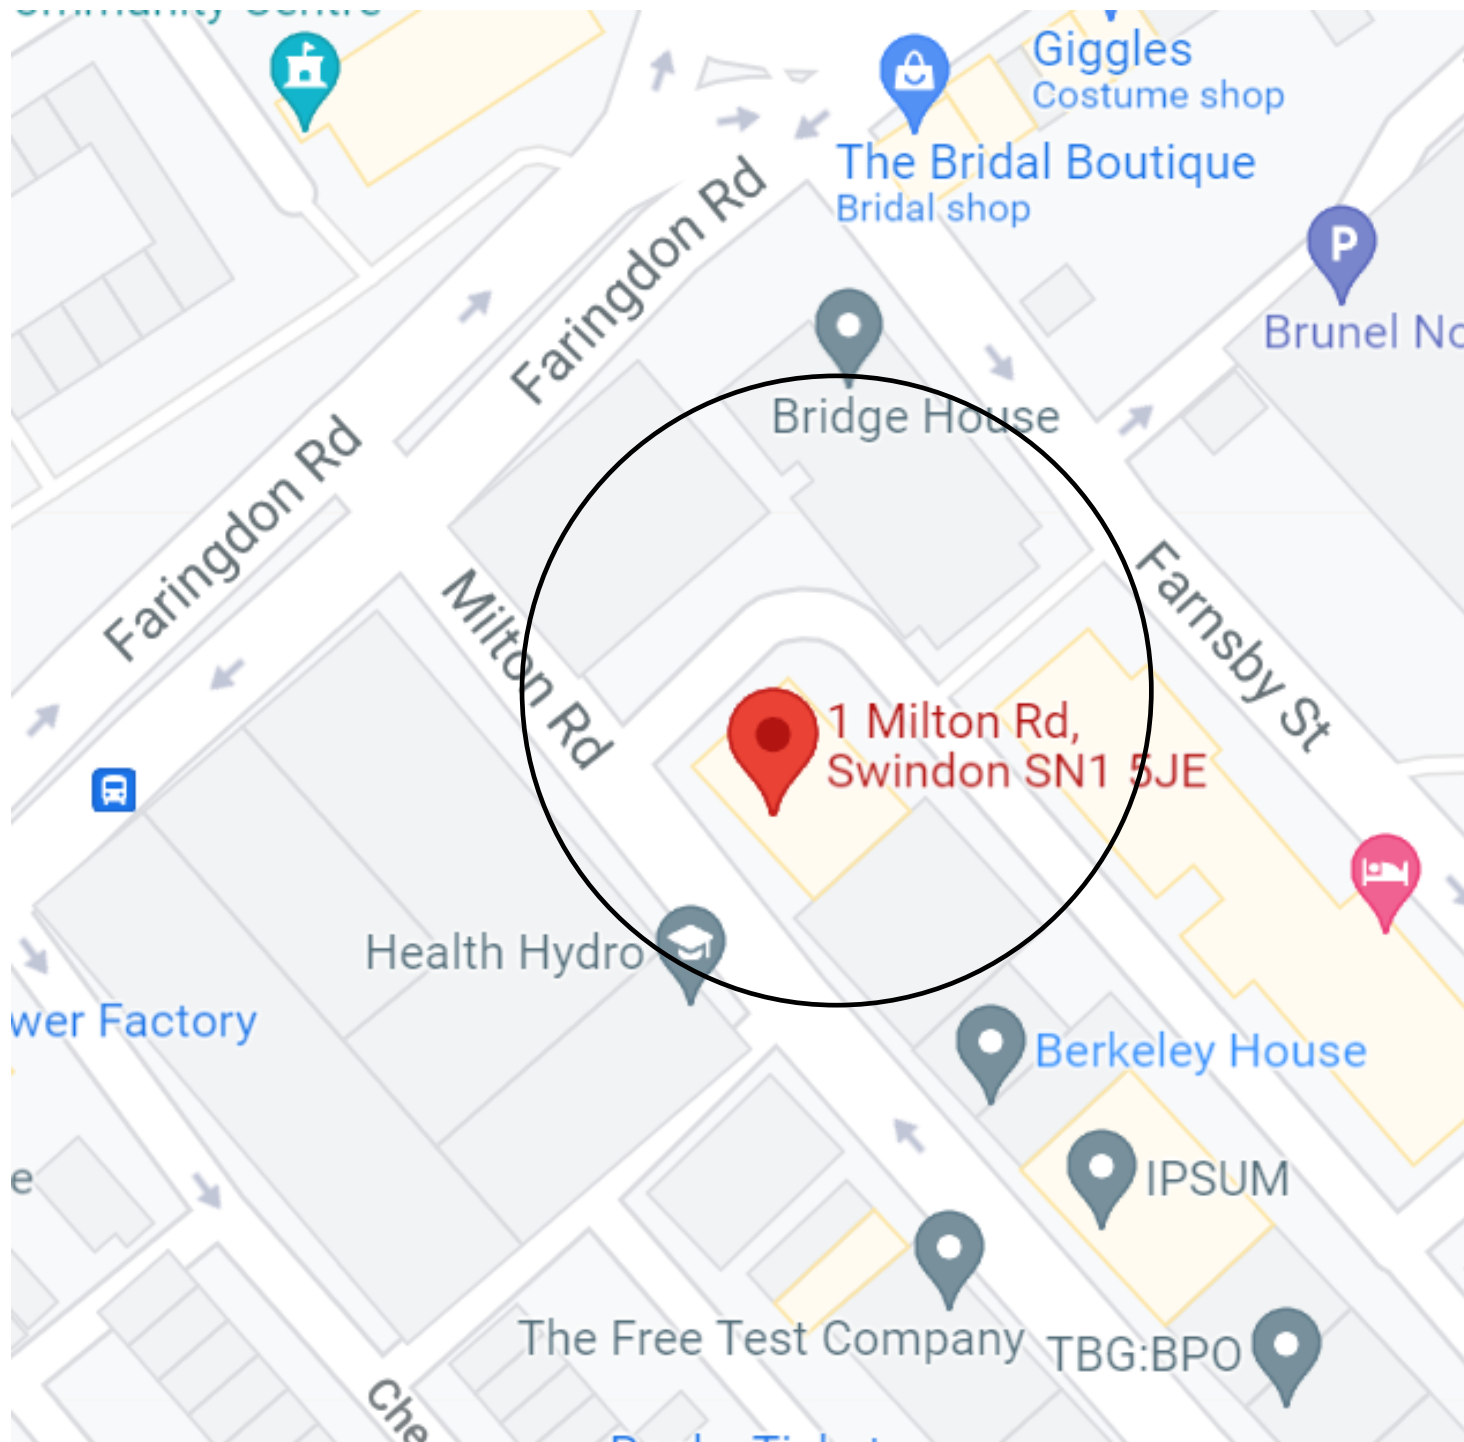 Giggles
Costume shop
The Bridal Boutique
Bridal shop
Faringdon Rd
P
Brunel
Bridge House
Faringdon Rd
Milton Rd
Farnsby St
1 Milton Rd,
Swindon SN1 5JE
Health Hydro
Factory
Berkeley House
IPSUM
The Free Test Company
TBG:BPO